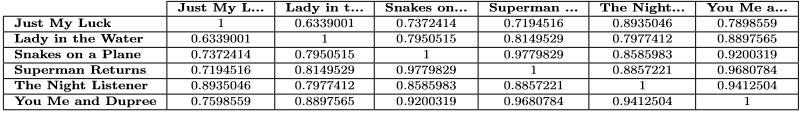 Just My L... Lady in t... Snakes on... Superman ... The Night... You Me a...
Just My Luck 1 0.6339001 0.7372414 0.7194516 0.8935046 0.7898559
Lady in the Water 0.6339001 1 0.7950515 0.8149529 0.7977412 0.8897565
Snakes on a Plane 0.7372414 0.7950515 1 0.9779829 0.8585983 0.9200319
Superman Returns 0.7194516 0.8149529 0.9779829 1 0.8857221 0.9680784
The Night Listener 0.8935046 0.7977412 0.8585983 0.8857221 1 0.9412504
You Me and Dupree 0.7598559 0.8897565 0.9200319 0.9680784 0.9412504 1